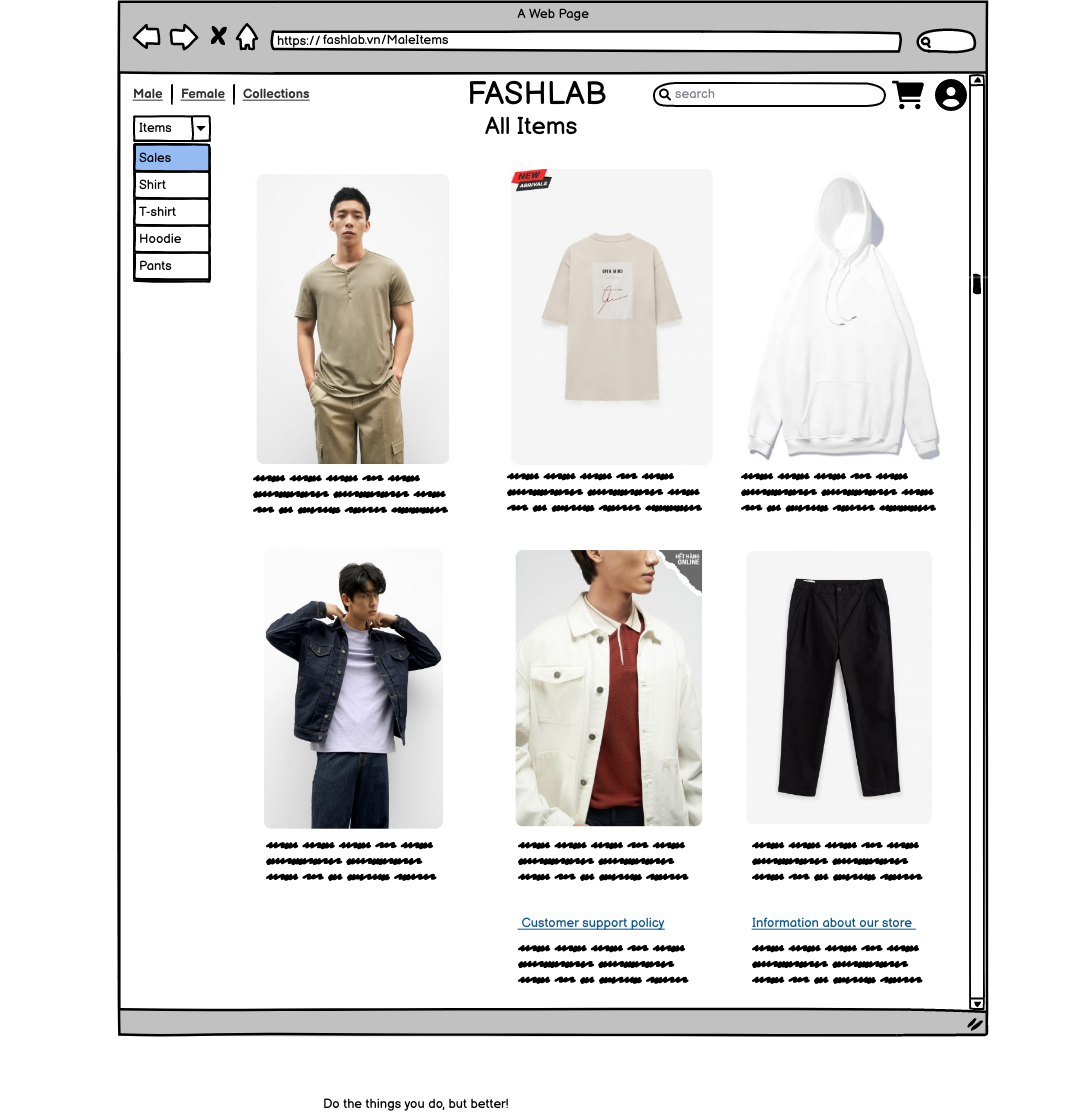 A Web Page
https://fashlab.vn/MaleItems
Male
Female
Collections
FASHLAB
search
All Items
Items
Sales
Shirt
T-shirt
Hoodie
Pants
NEW
ARRIVALS
OPEN MIND
HẾT HÀNG
ONLINE
Customer support policy
Information about our store
Do the things you do, but better!